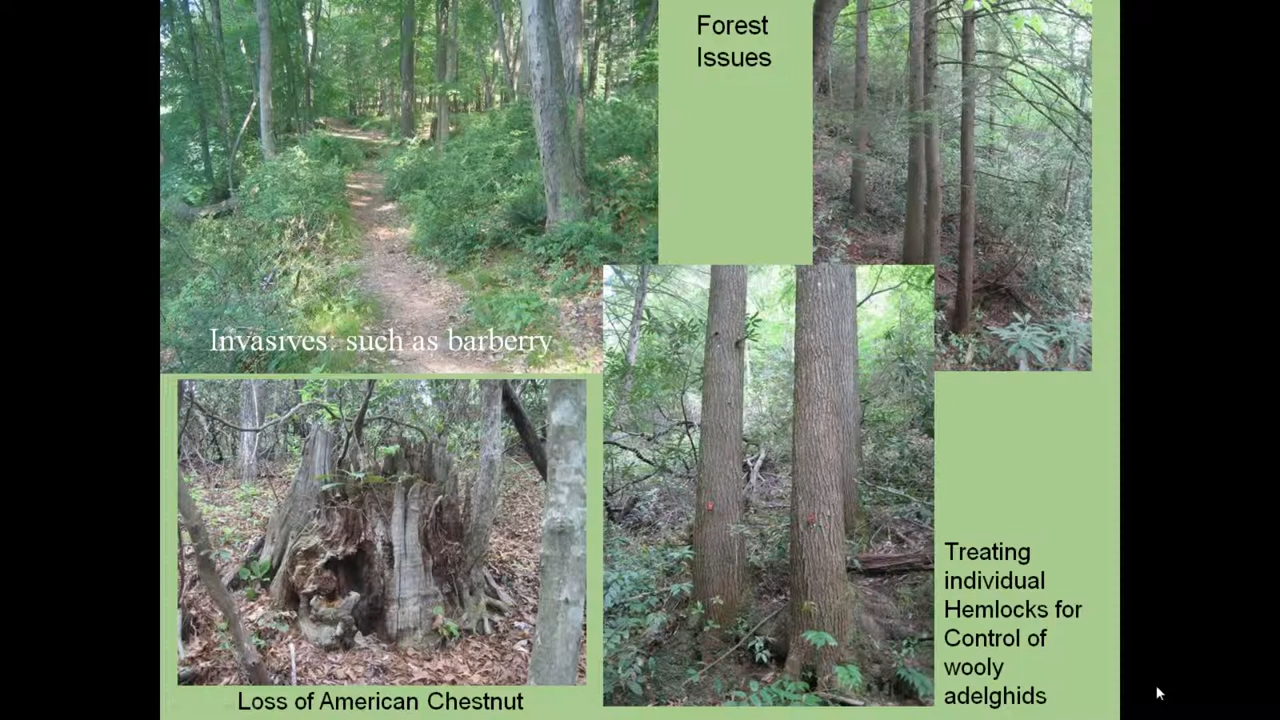 Forest
Issues
Invasives: such as barberry
Loss of American Chestnut
Treating
individual
Hemlocks for
Control of
wooly
adelghids